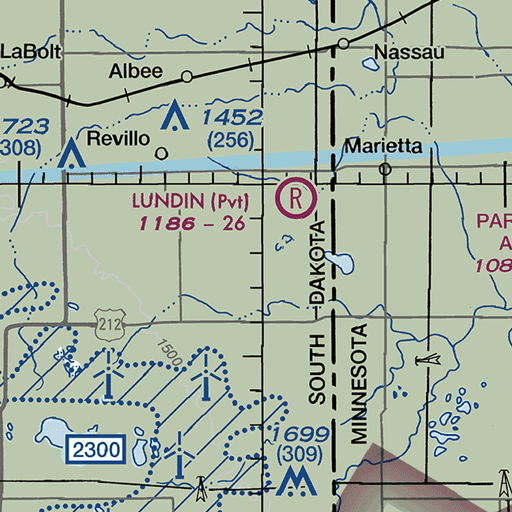 LaBolt
Nassau
Albee
723
(308)
1452
(256)
Revillo
Marietta
LUNDIN (Pvt)
1186 - 26
R
PAR
A
108
SOUTH DAKOTA
MINNESOTA
212
1500
2300
1699
(309)